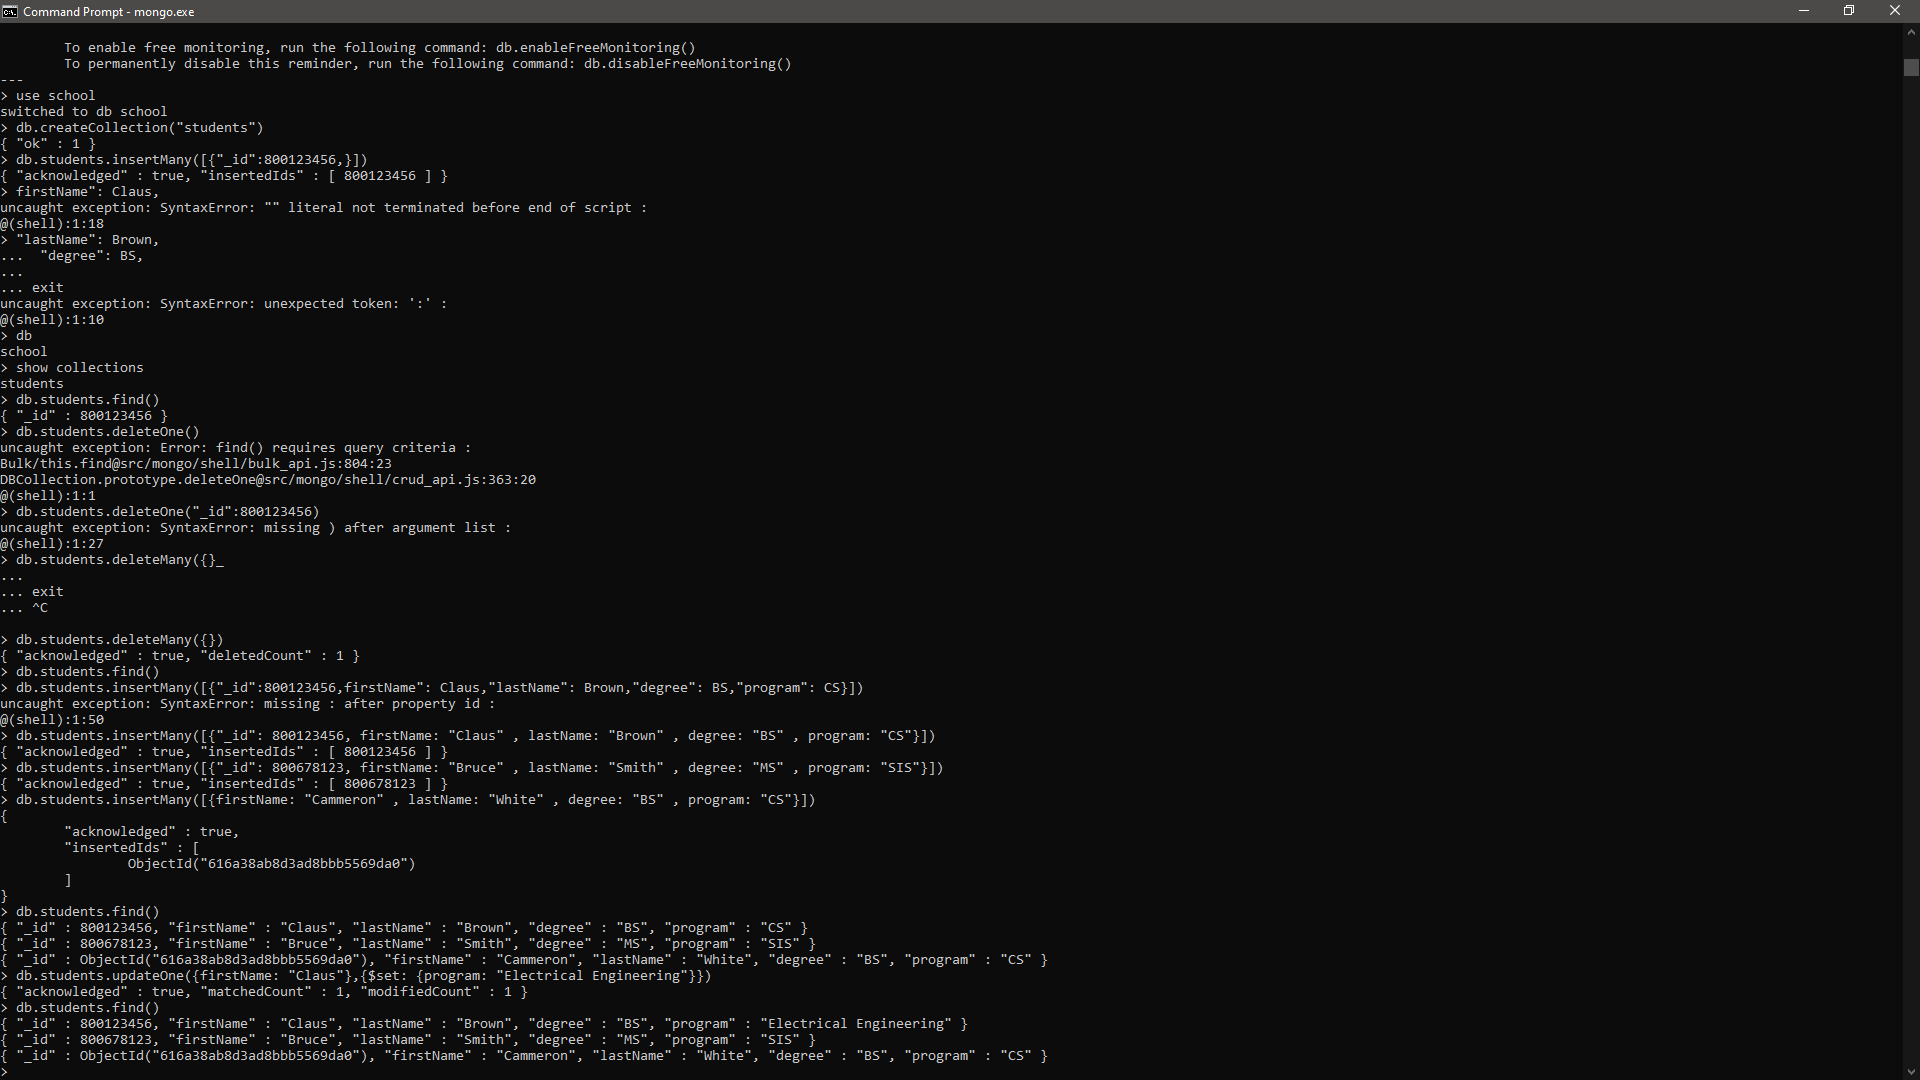 Command Prompt - mongo.exe
To enable free monitoring, run the following command: db.enableFreeMonitoring()
To permanently disable this reminder, run the following command: db.disableFreeMonitoring()
---
> use school
switched to db school
> db.createCollection("students")
{ "ok" : 1 }
> db.students.insertMany([{"_id":800123456,}])
{ "acknowledged" : true, "insertedIds" : [ 800123456 ] }
> firstName": Claus,
uncaught exception: SyntaxError: "" literal not terminated before end of script :
@(shell):1:18
> "lastName": Brown,
...  "degree": BS,
...
... exit
uncaught exception: SyntaxError: unexpected token: ':' :
@(shell):1:10
> db
school
> show collections
students
> db.students.find()
{ "_id" : 800123456 }
> db.students.deleteOne()
uncaught exception: Error: find() requires query criteria :
Bulk/this.find@src/mongo/shell/bulk_api.js:804:23
DBCollection.prototype.deleteOne@src/mongo/shell/crud_api.js:363:20
@(shell):1:1
> db.students.deleteOne("_id":800123456)
uncaught exception: SyntaxError: missing ) after argument list :
@(shell):1:27
> db.students.deleteMany({}_
...
... exit
... ^C
> db.students.deleteMany({})
{ "acknowledged" : true, "deletedCount" : 1 }
> db.students.find()
> db.students.insertMany([{"_id":800123456,firstName": Claus,"lastName": Brown,"degree": BS,"program": CS}])
uncaught exception: SyntaxError: missing : after property id :
@(shell):1:50
> db.students.insertMany([{"_id": 800123456, firstName: "Claus" , lastName: "Brown" , degree: "BS" , program: "CS"}])
{ "acknowledged" : true, "insertedIds" : [ 800123456 ] }
> db.students.insertMany([{"_id": 800678123, firstName: "Bruce" , lastName: "Smith" , degree: "MS" , program: "SIS"}])
{ "acknowledged" : true, "insertedIds" : [ 800678123 ] }
> db.students.insertMany([{firstName: "Cammeron" , lastName: "White" , degree: "BS" , program: "CS"}])
{
"acknowledged" : true,
"insertedIds" : [
ObjectId("616a38ab8d3ad8bbb5569da0")
]
}
> db.students.find()
{ "_id" : 800123456, "firstName" : "Claus", "lastName" : "Brown", "degree" : "BS", "program" : "CS" }
{ "_id" : 800678123, "firstName" : "Bruce", "lastName" : "Smith", "degree" : "MS", "program" : "SIS" }
{ "_id" : ObjectId("616a38ab8d3ad8bbb5569da0"), "firstName" : "Cammeron", "lastName" : "White", "degree" : "BS", "program" : "CS" }
> db.students.updateOne({firstName: "Claus"},{$set: {program: "Electrical Engineering"}})
{ "acknowledged" : true, "matchedCount" : 1, "modifiedCount" : 1 }
> db.students.find()
{ "_id" : 800123456, "firstName" : "Claus", "lastName" : "Brown", "degree" : "BS", "program" : "Electrical Engineering" }
{ "_id" : 800678123, "firstName" : "Bruce", "lastName" : "Smith", "degree" : "MS", "program" : "SIS" }
{ "_id" : ObjectId("616a38ab8d3ad8bbb5569da0"), "firstName" : "Cammeron", "lastName" : "White", "degree" : "BS", "program" : "CS" }
>